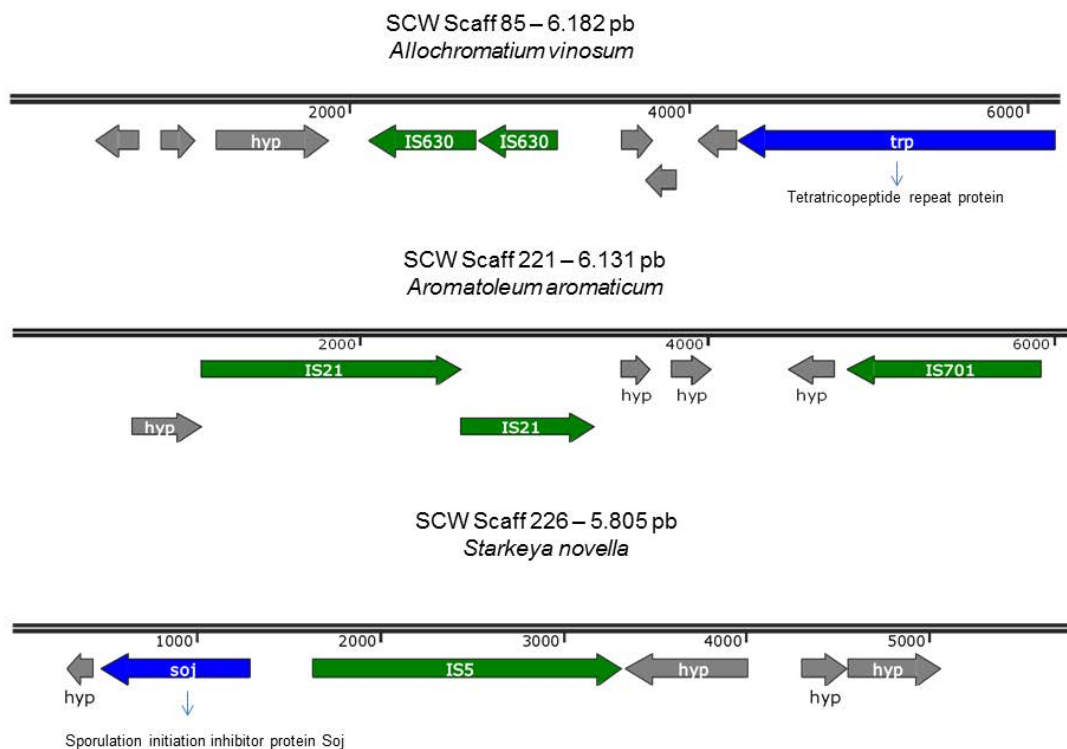 SCW Scaff 85 – 6.182 pb
Allochromatium vinosum
2000 4000 6000
hyp IS630 IS630 trp
Tetratricopeptide repeat protein
SCW Scaff 221 – 6.131 pb
Aromatoleum aromaticum
2000 4000 6000
IS21 IS701
hyp hyp hyp
hyp IS21
SCW Scaff 226 – 5.805 pb
Starkeya novella
1000 2000 3000 4000 5000
soj IS5 hyp hyp
hyp hyp
Sporulation initiation inhibitor protein Soj